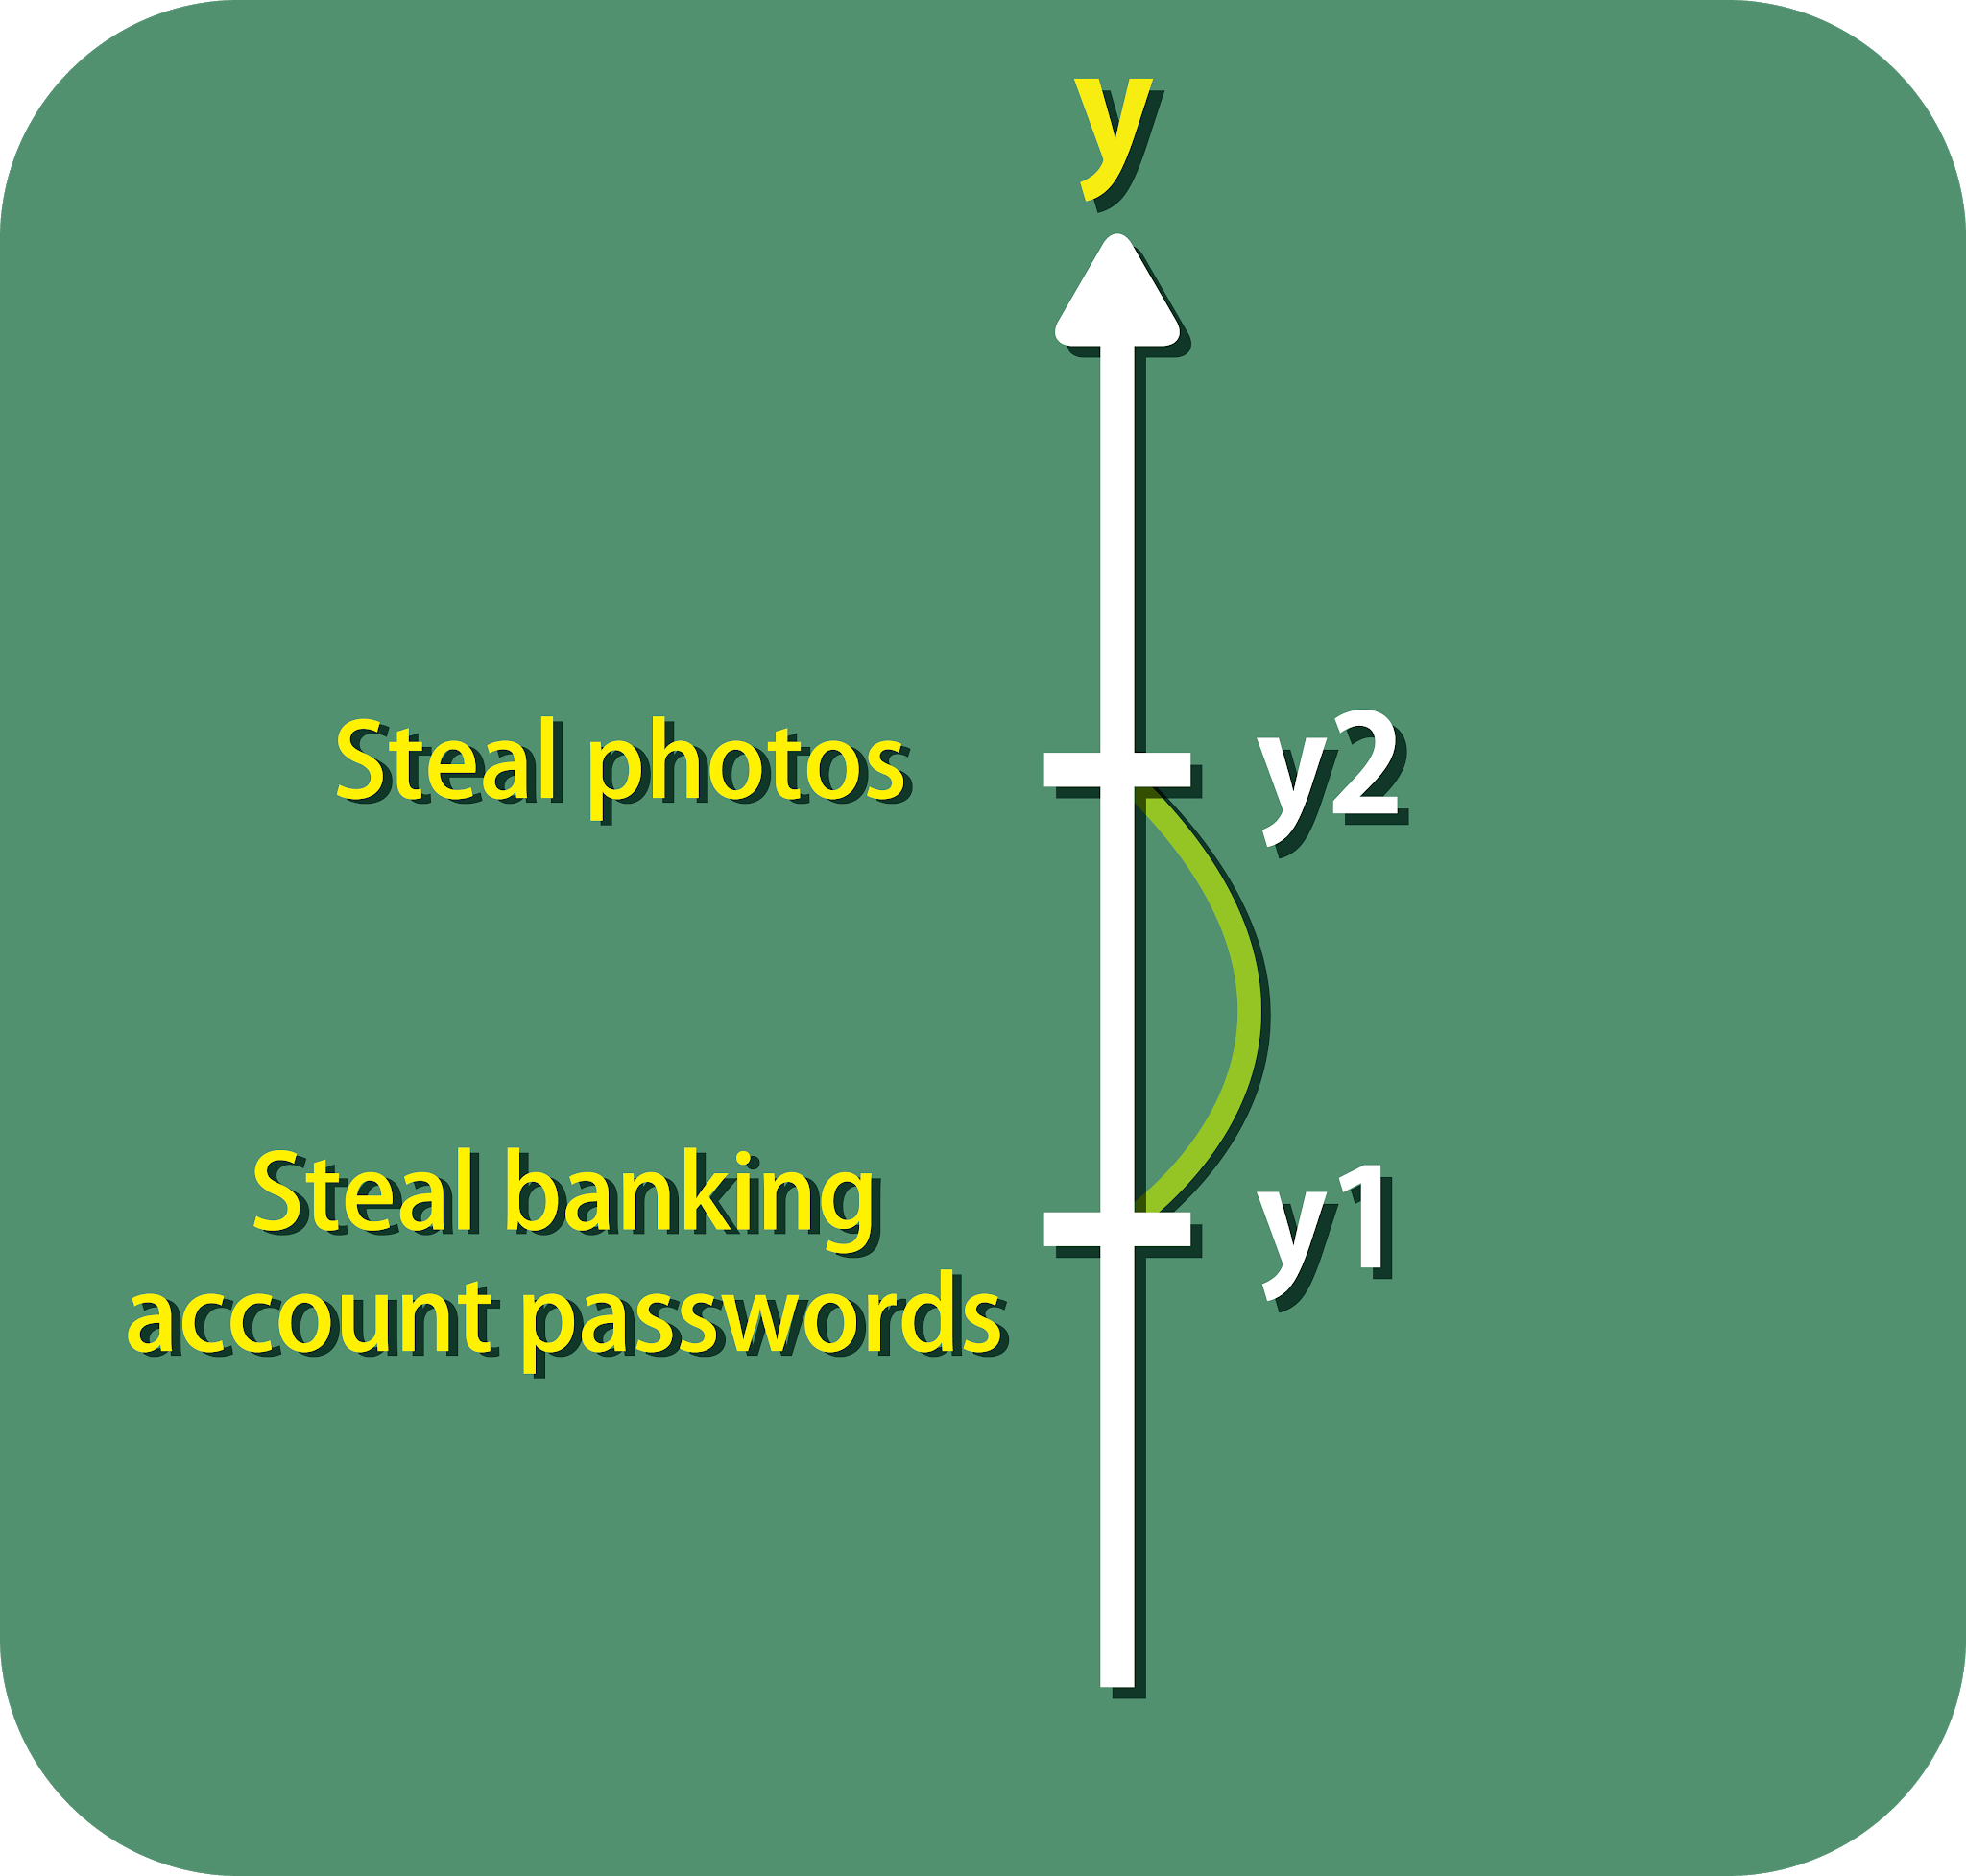 y
Steal photos
y2
Steal banking
account passwords
y1